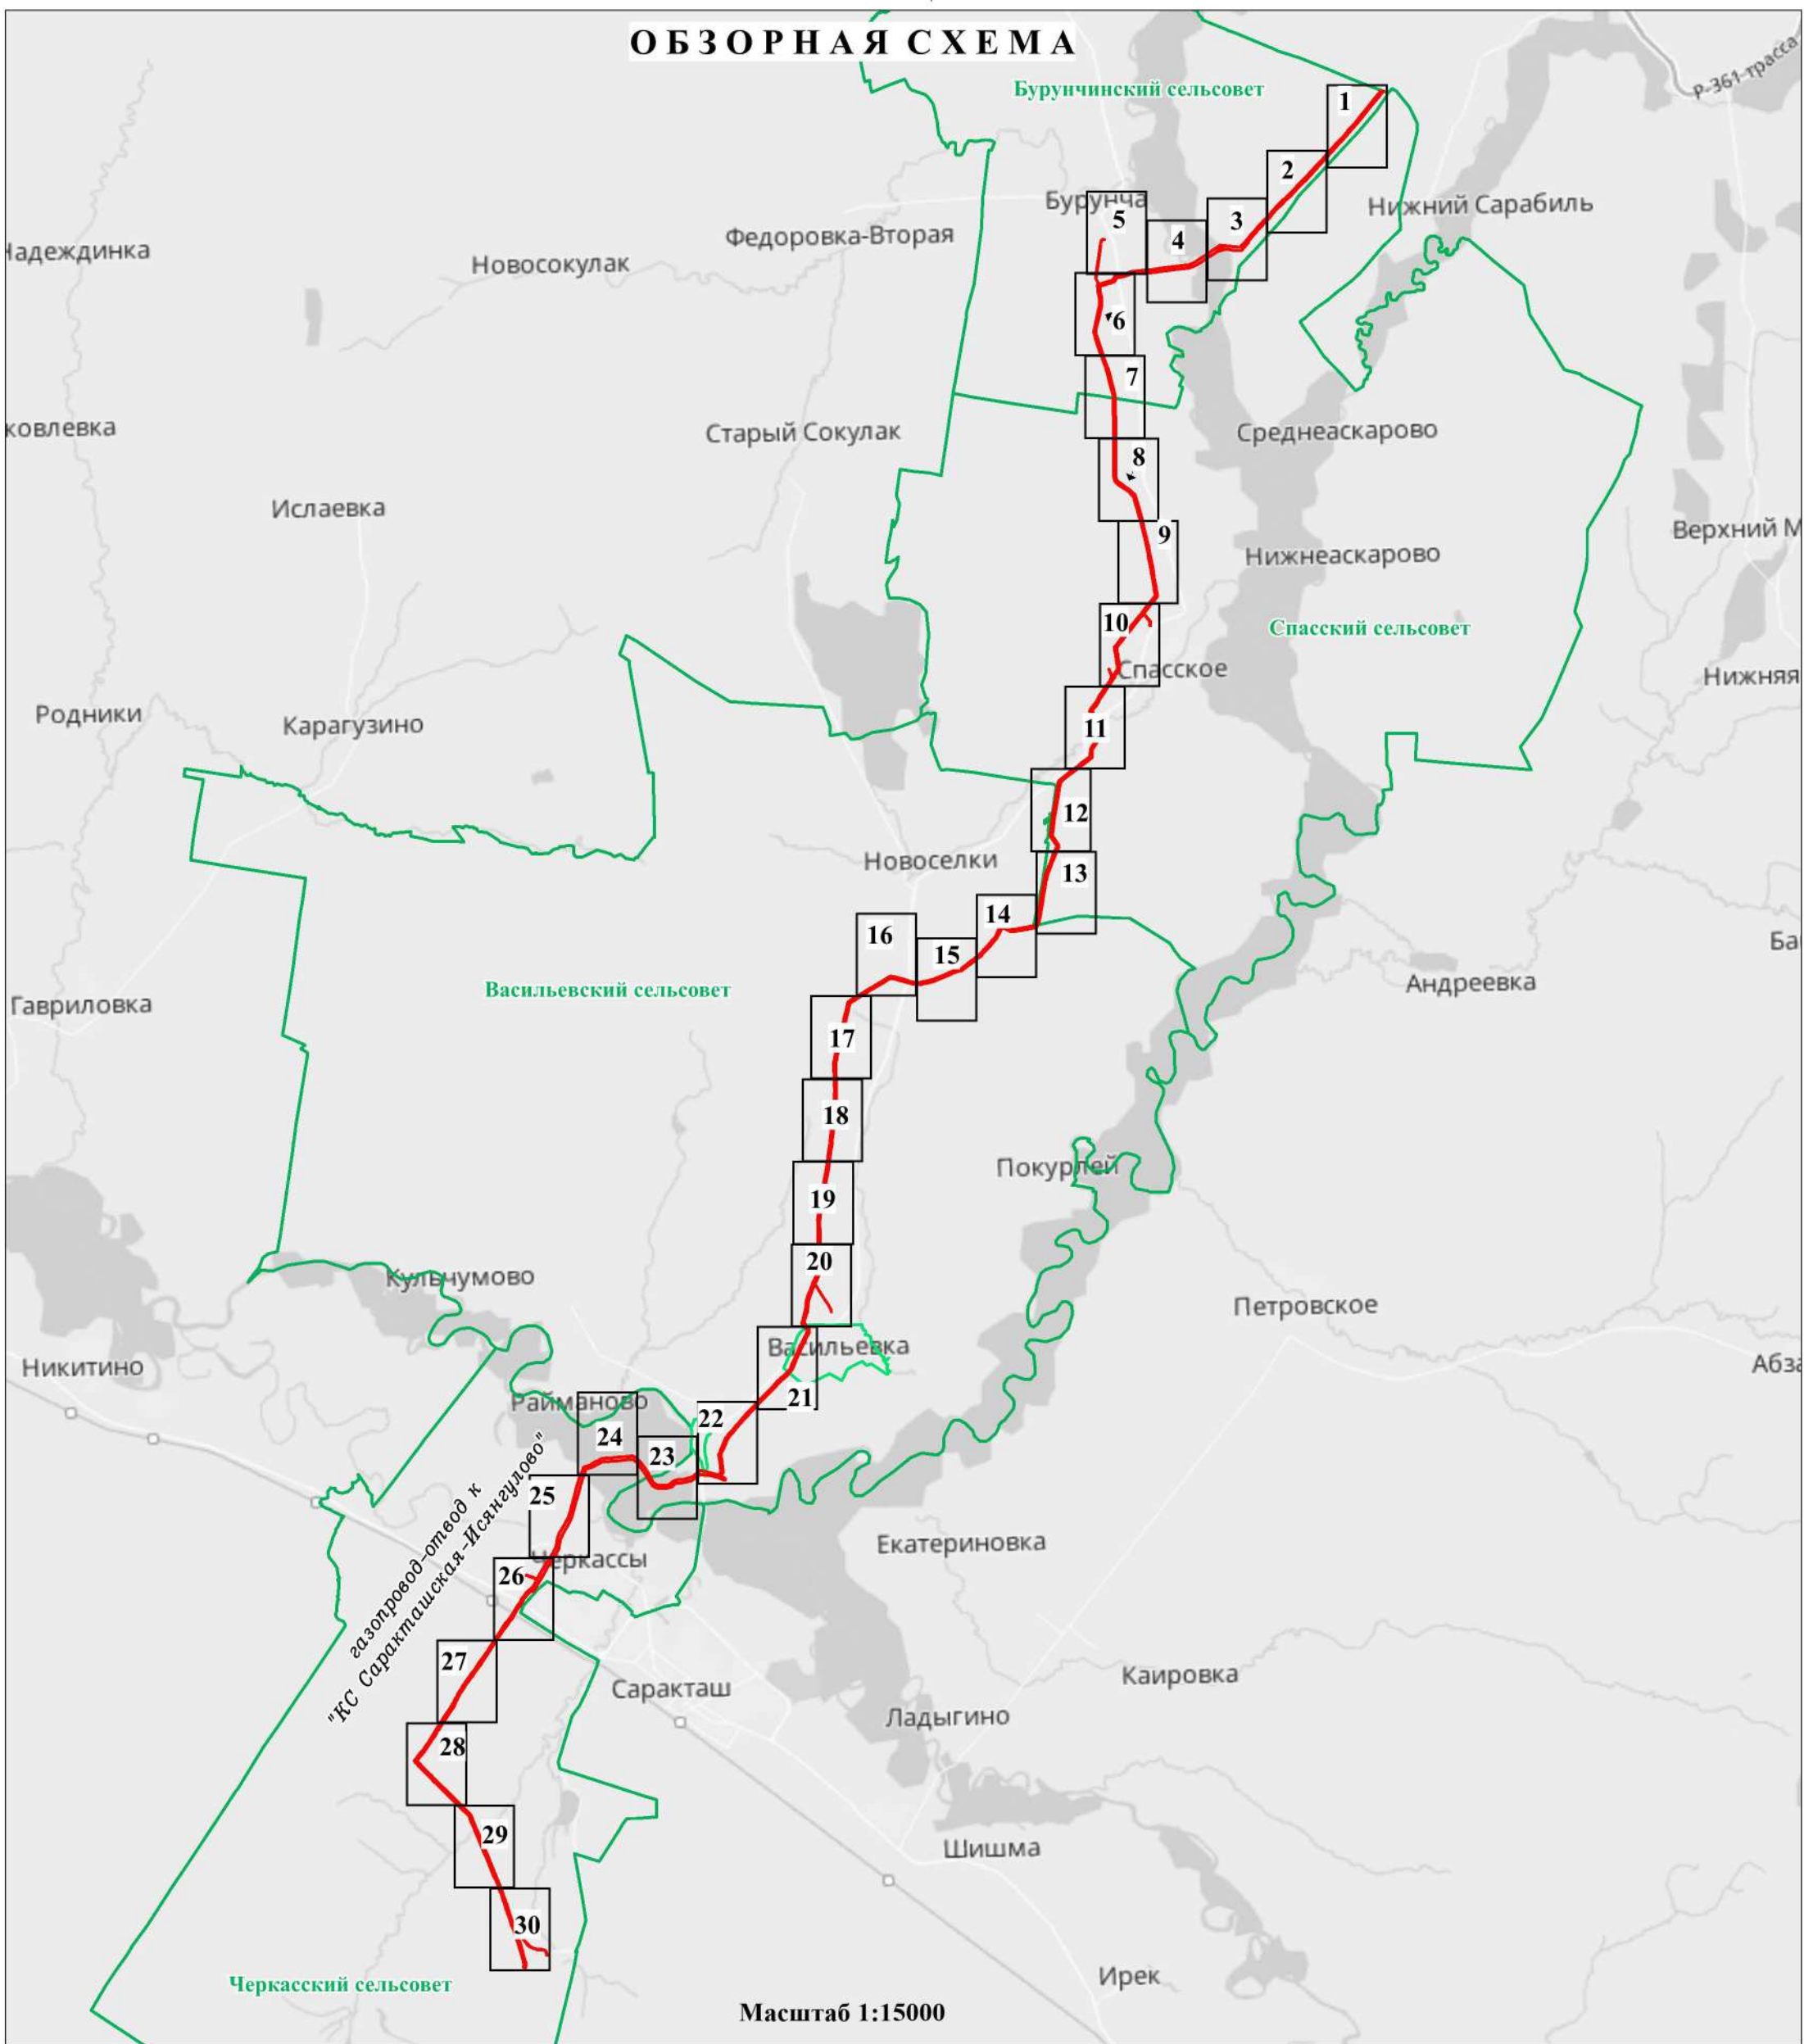 ОБЗОРНАЯ СХЕМА
Р-361 трасса
Бурунчинский сельсовет
1
2
Бурунча
Нижний Сарабиль
5
3
4
Федоровка-Вторая
Надеждинка
Новосокулак
6
7
ковлевка
Старый Сокулак
Среднеаскарово
8
Ислаевка
Верхний М
9
Нижнеаскарово
10
Спасский сельсовет
Спасское
Нижняя
Родники
Карагузино
11
12
Новоселки
13
14
16
Ба
15
Васильевский сельсовет
Андреевка
Гавриловка
17
18
Покурлей
19
20
Кульчумово
Петровское
Васильевка
Никитино
Абза
21
Райманово
22
24
23
25
газопровод-отвод к
"КС Саракташская-Исянгулово"
Екатериновка
Черкассы
26
27
Каировка
Саракташ
Ладыгино
28
29
Шишма
30
Ирек
Черкасский сельсовет
Масштаб 1:15000